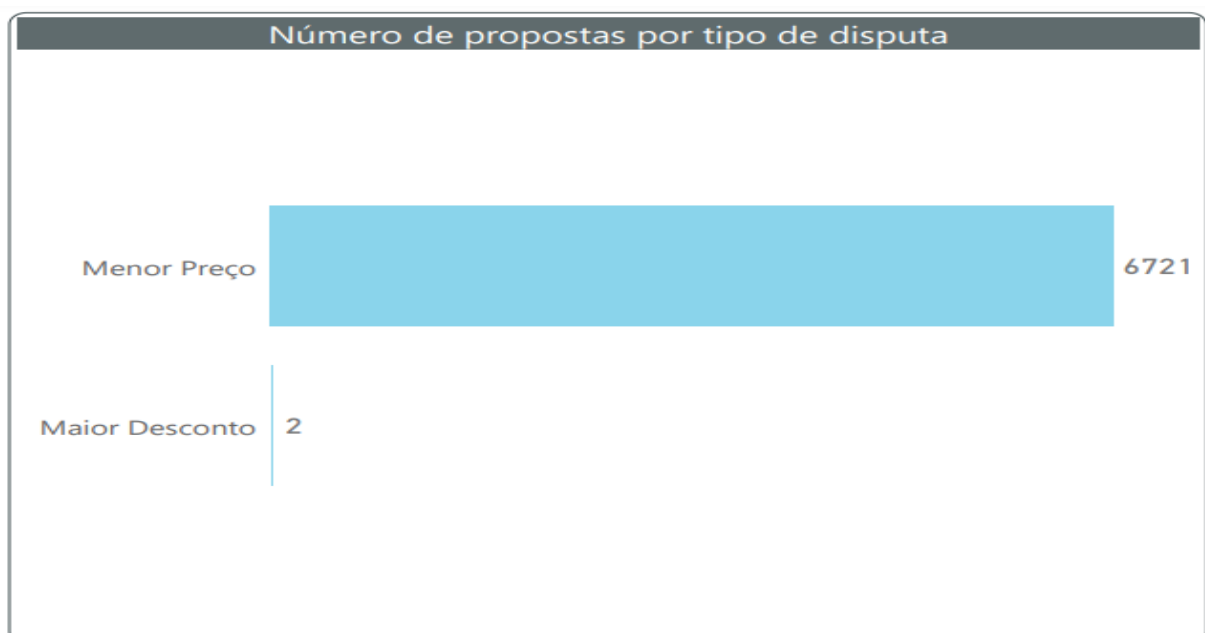 Número de propostas por tipo de disputa
Menor Preço 6721
Maior Desconto 2